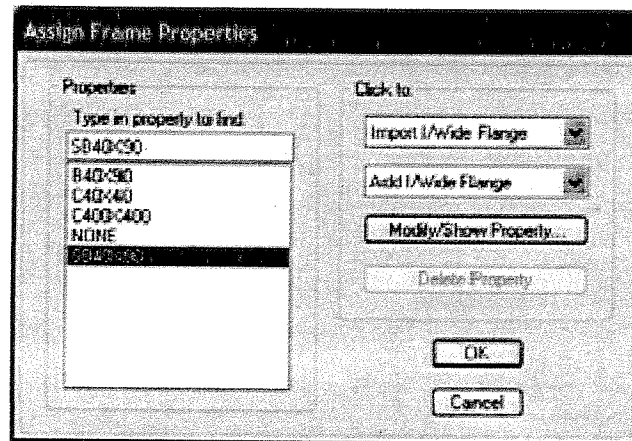 Assign Frame Properties
Properties
Type in property to find
SB40X90
B40X90
C40X40
C400X400
NONE
SB40X90
Click to
Import I/Wide Flange
Add I/Wide Flange
Modify/Show Property...
Delete Property
OK
Cancel